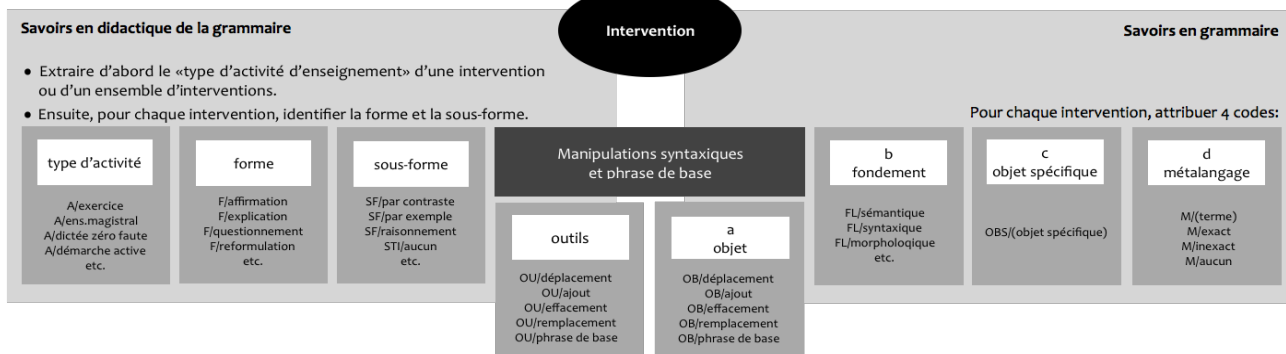 Savoirs en didactique de la grammaire
Intervention
Savoirs en grammaire
• Extraire d’abord le «type d’activité d’enseignement» d’une intervention
ou d’un ensemble d’interventions.
• Ensuite, pour chaque intervention, identifier la forme et la sous-forme.
Pour chaque intervention, attribuer 4 codes:
type d’activité
A/exercice
A/ens.magistral
A/dictée zéro faute
A/démarche active
etc.
forme
F/affirmation
F/explication
F/questionnement
F/reformulation
etc.
sous-forme
SF/par contraste
SF/par exemple
SF/raisonnement
STI/aucun
etc.
Manipulations syntaxiques
et phrase de base
outils
OU/déplacement
OU/ajout
OU/effacement
OU/remplacement
OU/phrase de base
a
objet
OB/déplacement
OB/ajout
OB/effacement
OB/remplacement
OB/phrase de base
b
fondement
FL/sémantique
FL/syntaxique
FL/morphologique
etc.
c
objet spécifique
OBS/(objet spécifique)
d
métalangage
M/(terme)
M/exact
M/inexact
M/aucun